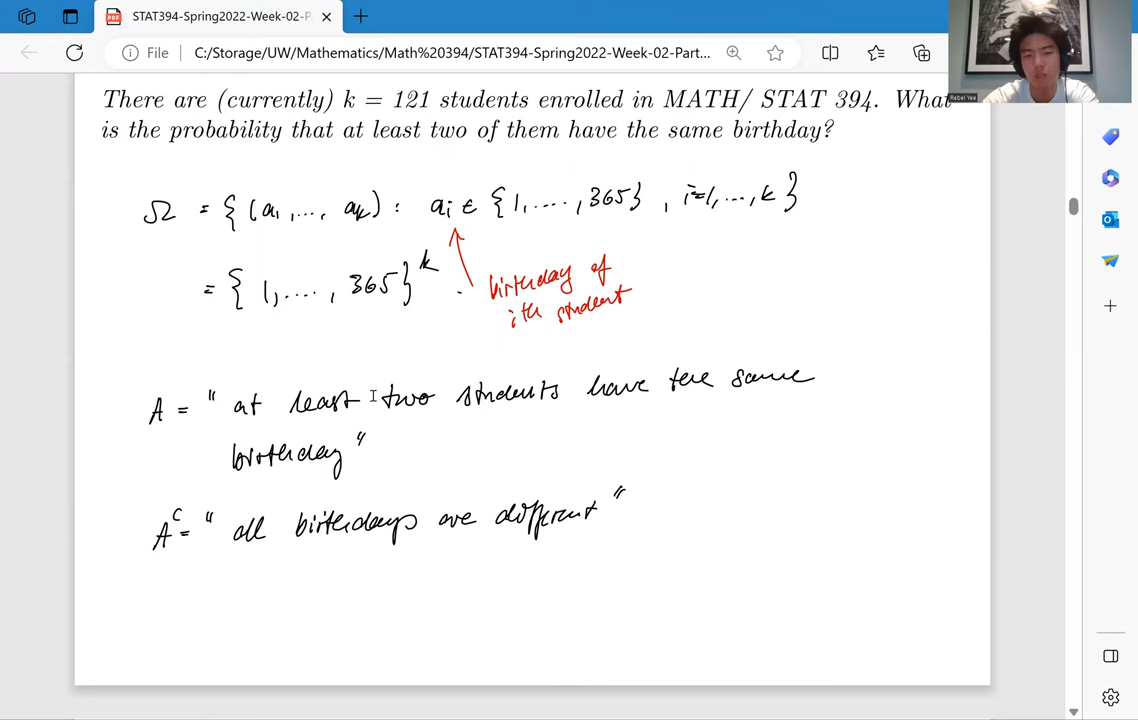 STAT394-Spring2022-Week-02-P
File
C:/Storage/UW/Mathematics/Math%20394/STAT394-Spring2022-Week-02-Part...
Rebel Yee
There are (currently) k = 121 students enrolled in MATH/ STAT 394. What
is the probability that at least two of them have the same birthday?
Ω = {(a₁,..., aₖ) : aᵢ ∈ {1,....,365} , i=1,...,k}
= {1,....,365}ᵏ .
birthday of
ith student
A = " at least two students have the same
birthday"
Aᶜ = " all birthdays are different "